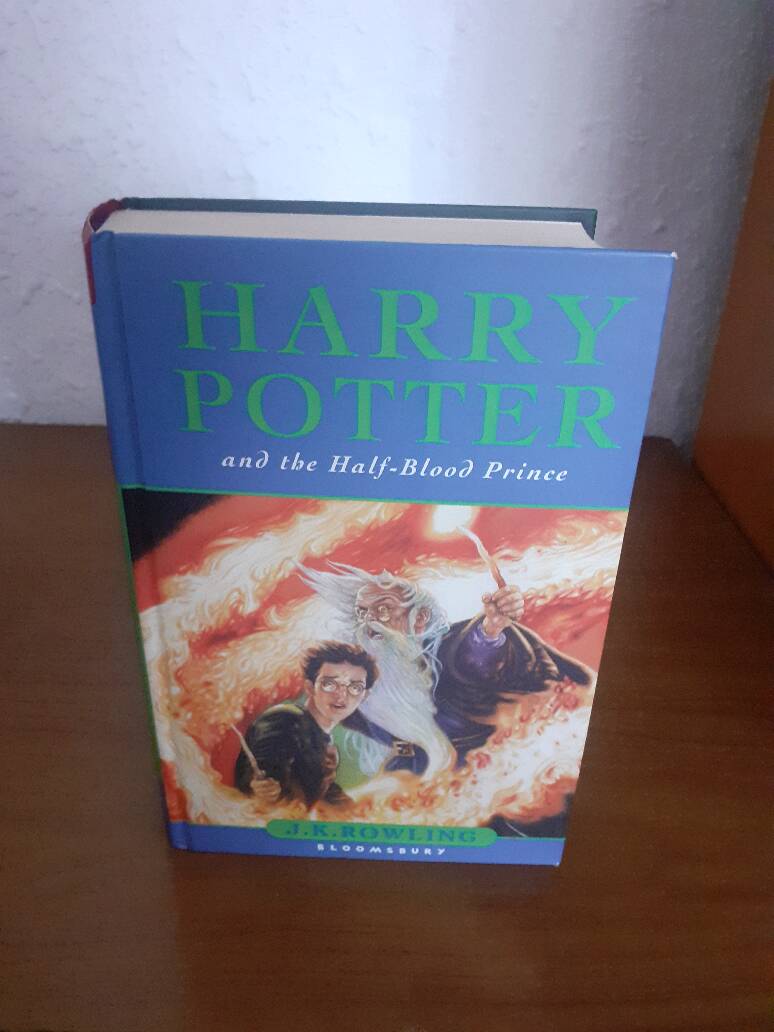 HARRY
POTTER
and the Half-Blood Prince
J.K.ROWLING
BLOOMSBURY